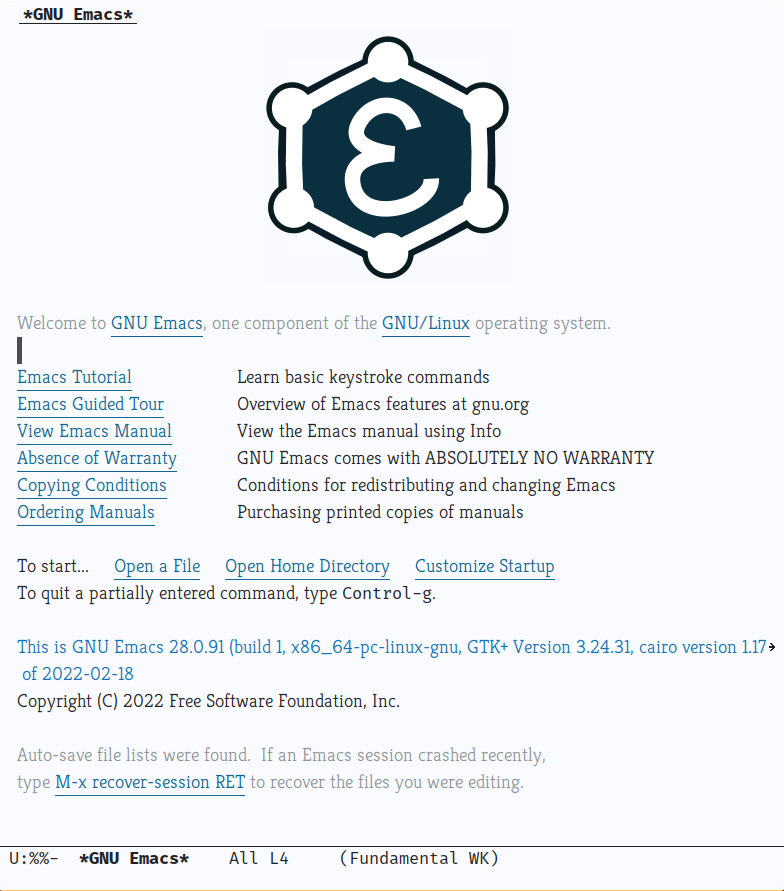 *GNU Emacs*
Welcome to GNU Emacs, one component of the GNU/Linux operating system.
Emacs Tutorial Learn basic keystroke commands
Emacs Guided Tour Overview of Emacs features at gnu.org
View Emacs Manual View the Emacs manual using Info
Absence of Warranty GNU Emacs comes with ABSOLUTELY NO WARRANTY
Copying Conditions Conditions for redistributing and changing Emacs
Ordering Manuals Purchasing printed copies of manuals
To start... Open a File Open Home Directory Customize Startup
To quit a partially entered command, type Control-g.
This is GNU Emacs 28.0.91 (build 1, x86_64-pc-linux-gnu, GTK+ Version 3.24.31, cairo version 1.17
of 2022-02-18
Copyright (C) 2022 Free Software Foundation, Inc.
Auto-save file lists were found.  If an Emacs session crashed recently,
type M-x recover-session RET to recover the files you were editing.
U:%%-  *GNU Emacs*    All L4     (Fundamental WK)